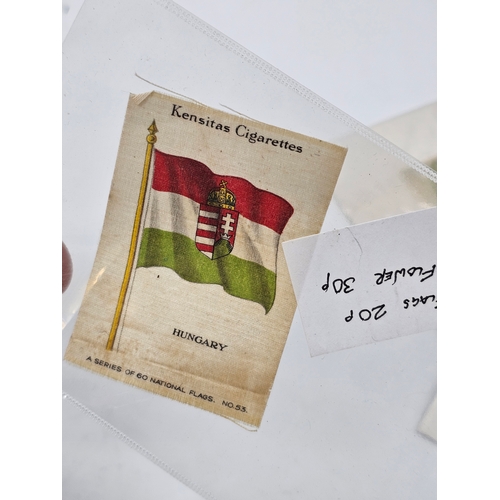 Kensitas Cigarettes
HUNGARY
A SERIES OF 60 NATIONAL FLAGS. NO. 53.
FLAGS 20p
FLOWER 30p